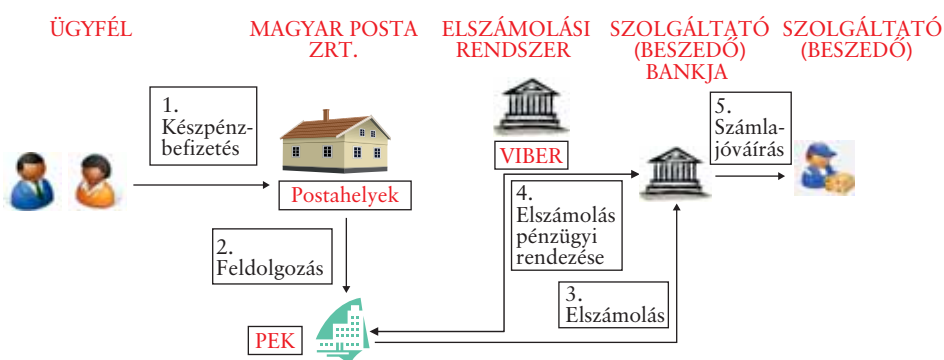 ÜGYFÉL
MAGYAR POSTA
ZRT.
ELSZÁMOLÁSI
RENDSZER
SZOLGÁLTATÓ
(BESZEDŐ)
BANKJA
SZOLGÁLTATÓ
(BESZEDŐ)
1.
Készpénz-
befizetés
Postahelyek
2.
Feldolgozás
PEK
VIBER
4.
Elszámolás
pénzügyi
rendezése
3.
Elszámolás
5.
Számla-
jóváírás